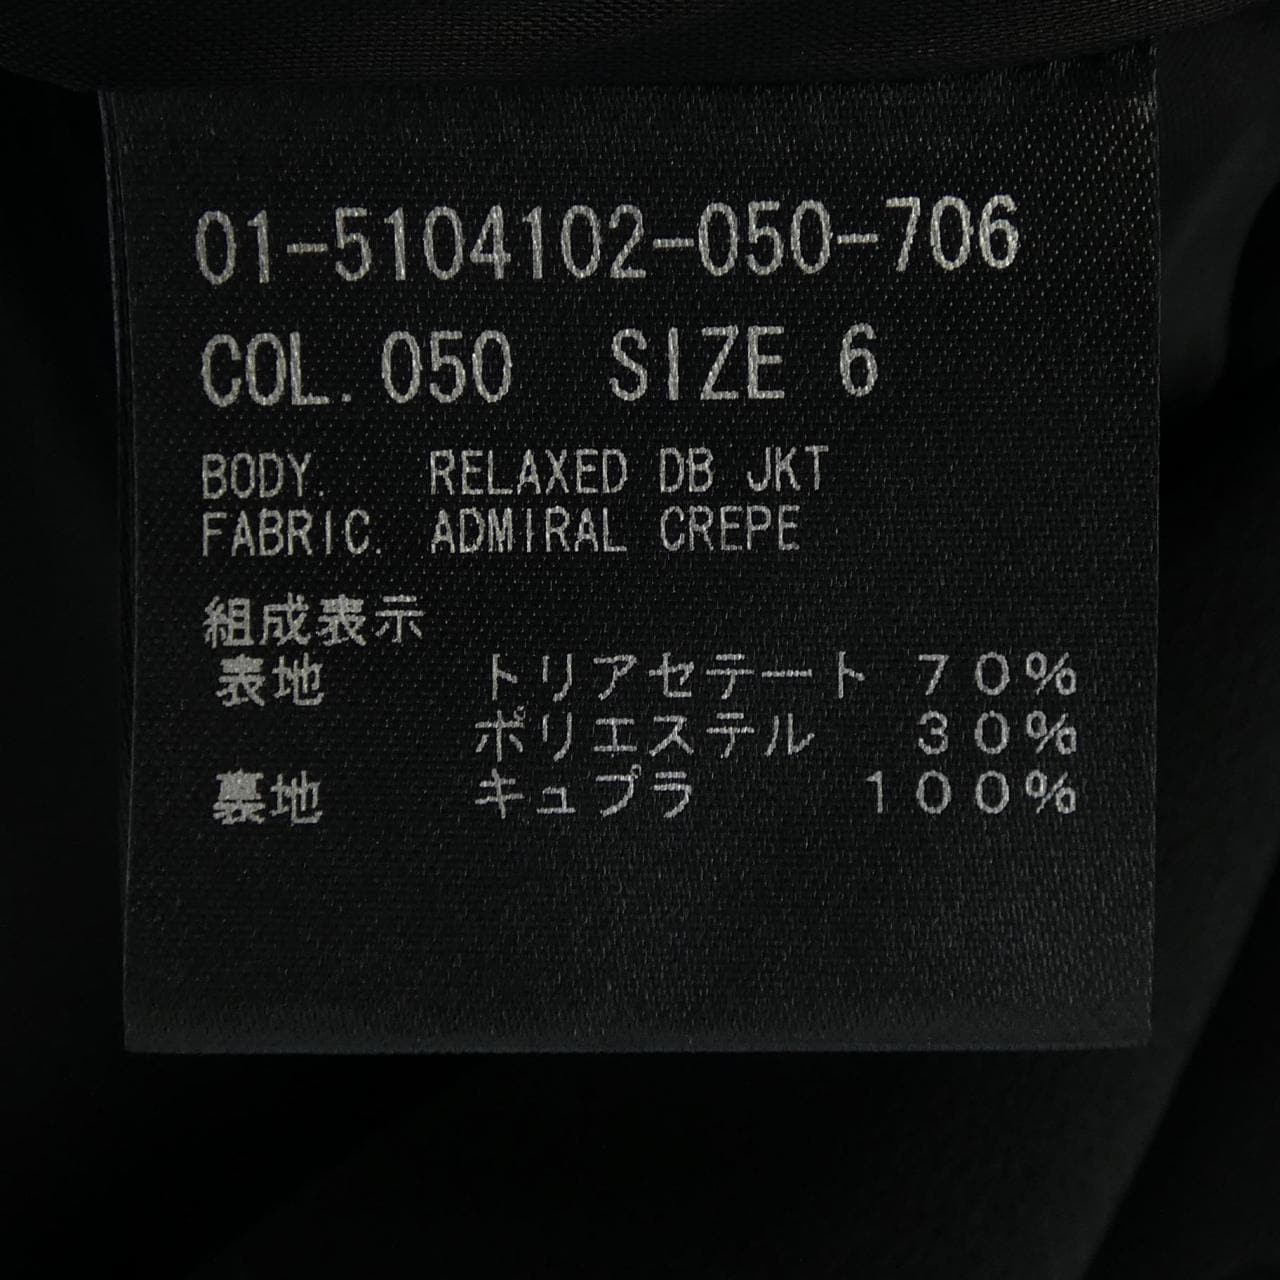 01-5104102-050-706
COL. 050 SIZE 6
BODY. RELAXED DB JKT
FABRIC. ADMIRAL CREPE
組成表示
表地 トリアセテート 70%
ポリエステル 30%
裏地 キュプラ 100%